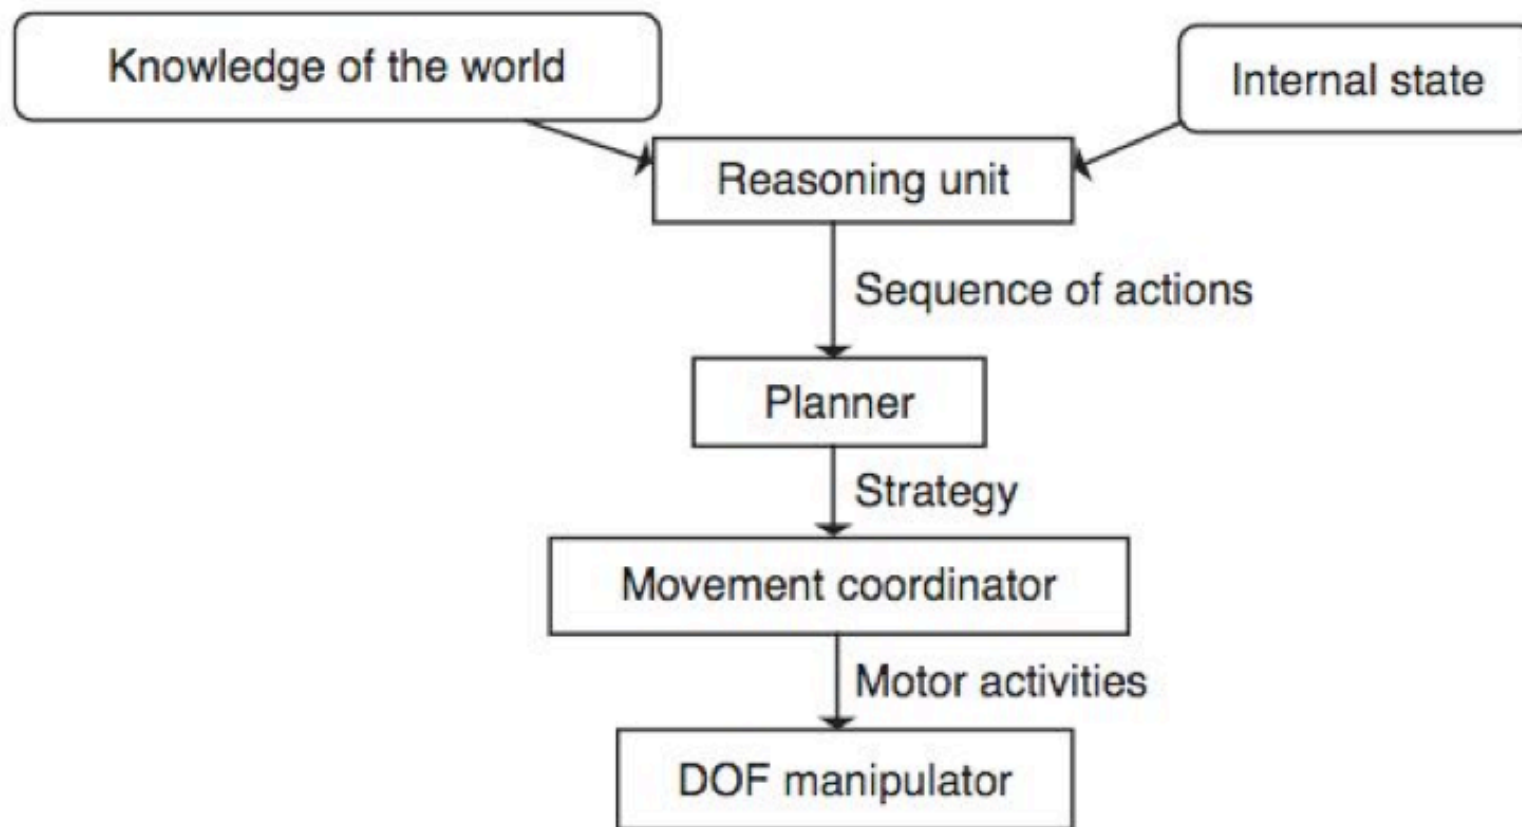 Knowledge of the world
Internal state
Reasoning unit
Sequence of actions
Planner
Strategy
Movement coordinator
Motor activities
DOF manipulator